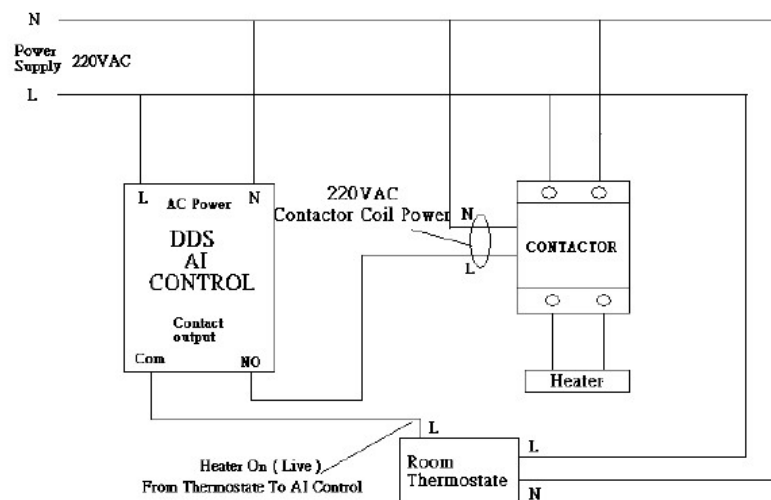 N
Power
Supply 220VAC
L
L AC Power N
DDS
AI
CONTROL
Contact
output
Com NO
220VAC
Contactor Coil Power
N
L
CONTACTOR
Heater
L
Heater On ( Live )
From Thermostate To AI Control
Room
Thermostate
L
N